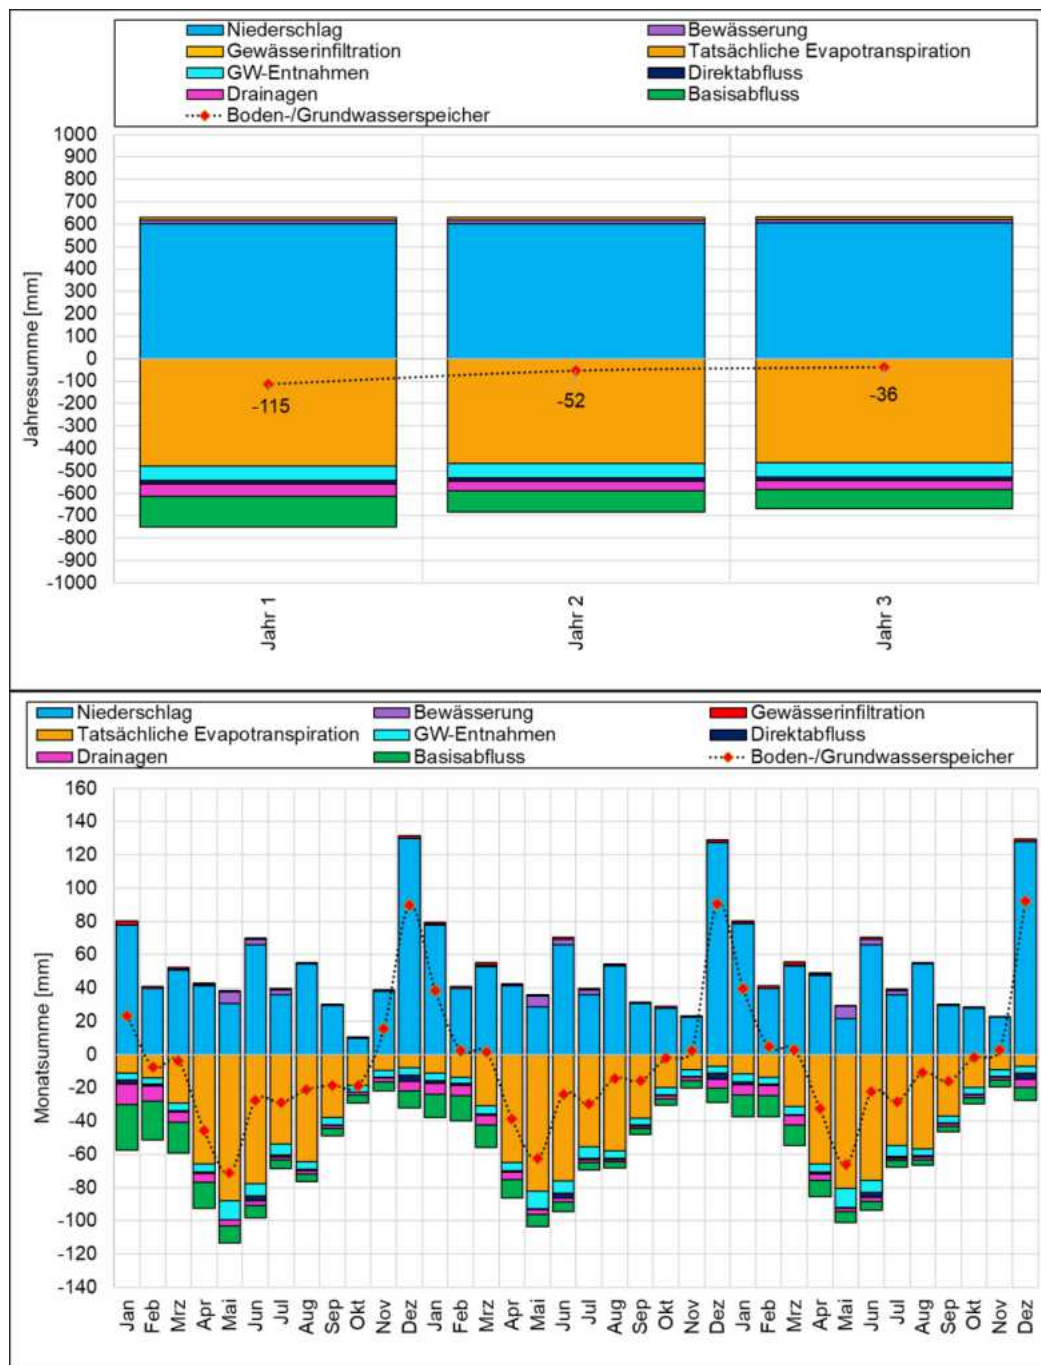 Niederschlag Bewässerung
Gewässerinfiltration Tatsächliche Evapotranspiration
GW-Entnahmen Direktabfluss
Drainagen Basisabfluss
Boden-/Grundwasserspeicher
Jahressumme [mm]
1000
900
800
700
600
500
400
300
200
100
0
-100
-200
-300
-400
-500
-600
-700
-800
-900
-1000
-115
-52
-36
Jahr 1
Jahr 2
Jahr 3
Niederschlag Bewässerung Gewässerinfiltration
Tatsächliche Evapotranspiration GW-Entnahmen Direktabfluss
Drainagen Basisabfluss Boden-/Grundwasserspeicher
Monatsumme [mm]
160
140
120
100
80
60
40
20
0
-20
-40
-60
-80
-100
-120
-140
Jan
Feb
Mrz
Apr
Mai
Jun
Jul
Aug
Sep
Okt
Nov
Dez
Jan
Feb
Mrz
Apr
Mai
Jun
Jul
Aug
Sep
Okt
Nov
Dez
Jan
Feb
Mrz
Apr
Mai
Jun
Jul
Aug
Sep
Okt
Nov
Dez